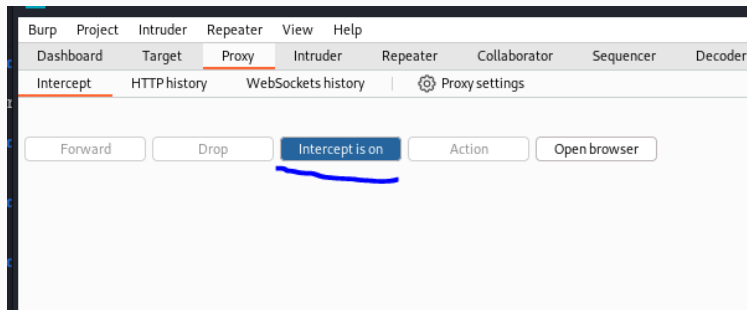 Burp Project Intruder Repeater View Help
Dashboard Target Proxy Intruder Repeater Collaborator Sequencer Decoder
Intercept HTTP history WebSockets history Proxy settings
Forward Drop Intercept is on Action Open browser